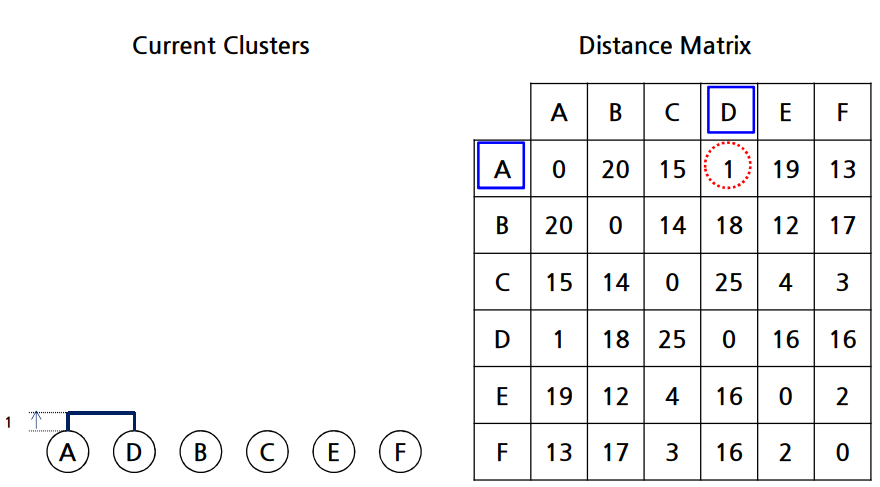 Current Clusters
Distance Matrix
A B C D E F
A 0 20 15 1 19 13
B 20 0 14 18 12 17
C 15 14 0 25 4 3
D 1 18 25 0 16 16
E 19 12 4 16 0 2
F 13 17 3 16 2 0
1
A D B C E F